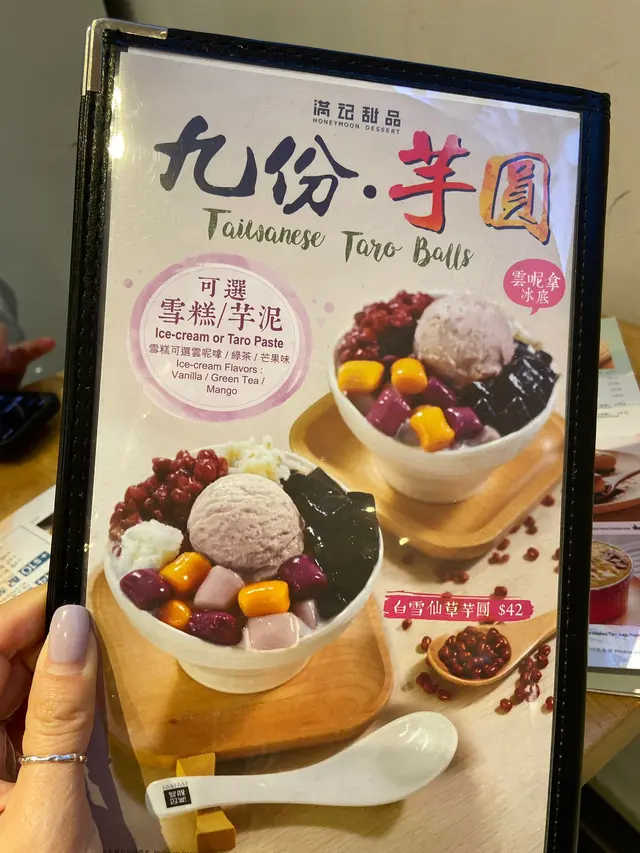 滿记甜品
HONEYMOON DESSERT
九份·芋圓
Taiwanese Taro Balls
雲呢拿
冰底
可選
雪糕/芋泥
Ice-cream or Taro Paste
雪糕可選雲呢嗱 / 綠茶 / 芒果味
Ice-cream Flavors :
Vanilla / Green Tea /
Mango
白雪仙草芋圓 $42